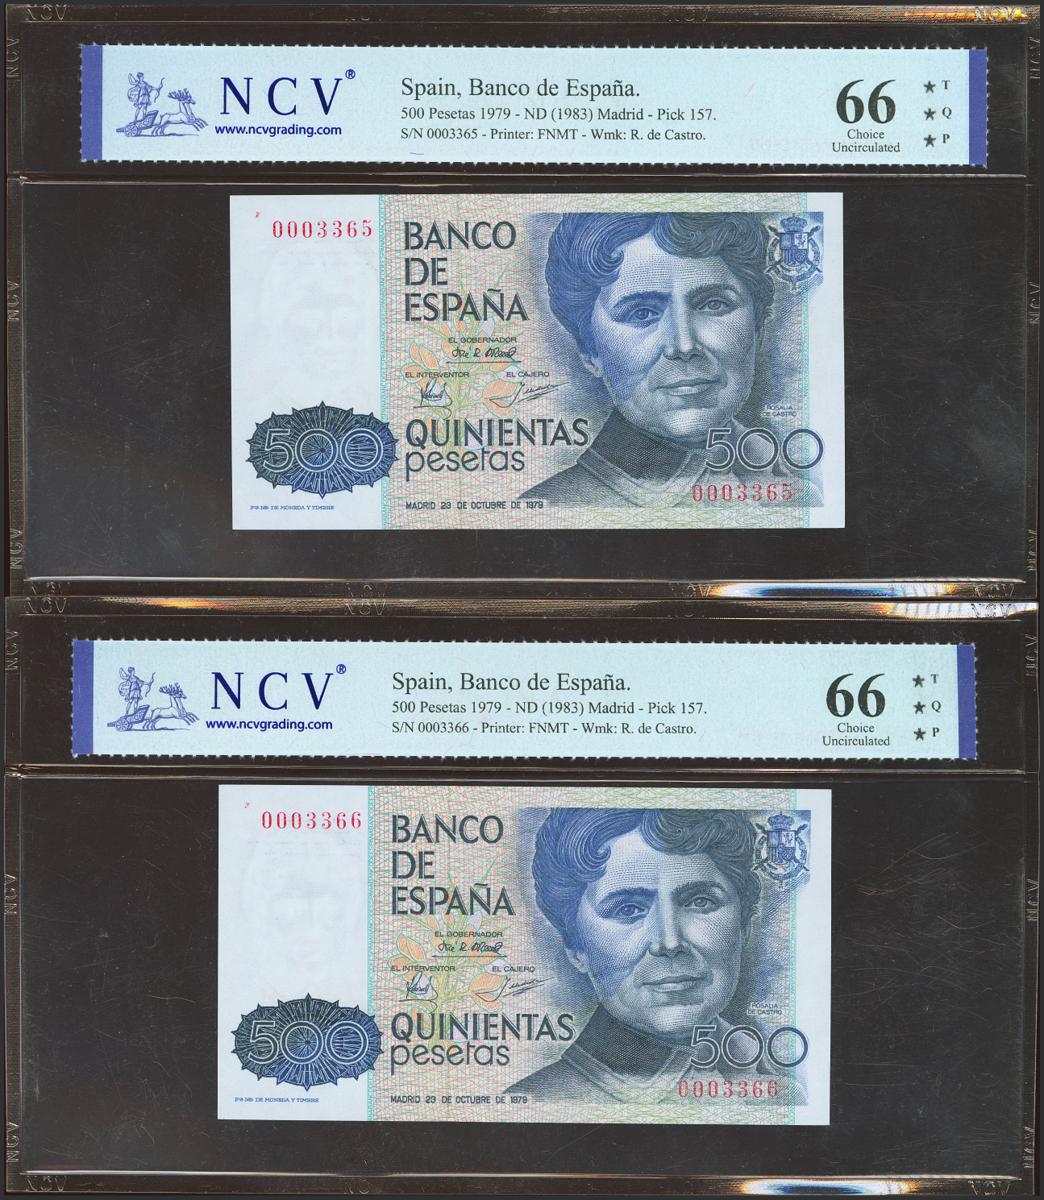 NCV®
www.ncvgrading.com
Spain, Banco de España.
500 Pesetas 1979 - ND (1983) Madrid - Pick 157.
S/N 0003365 - Printer: FNMT - Wmk: R. de Castro.
66
Choice
Uncirculated
★ T
★ Q
★ P
0003365
BANCO
DE
ESPAÑA
EL GOBERNADOR
EL INTERVENTOR EL CAJERO
ROSALIA
DE CASTRO
500
QUINIENTAS
pesetas
500
0003365
MADRID 23 DE OCTUBRE DE 1979
NCV®
www.ncvgrading.com
Spain, Banco de España.
500 Pesetas 1979 - ND (1983) Madrid - Pick 157.
S/N 0003366 - Printer: FNMT - Wmk: R. de Castro.
66
Choice
Uncirculated
★ T
★ Q
★ P
0003366
BANCO
DE
ESPAÑA
EL GOBERNADOR
EL INTERVENTOR EL CAJERO
ROSALIA
DE CASTRO
500
QUINIENTAS
pesetas
500
0003366
MADRID 23 DE OCTUBRE DE 1979